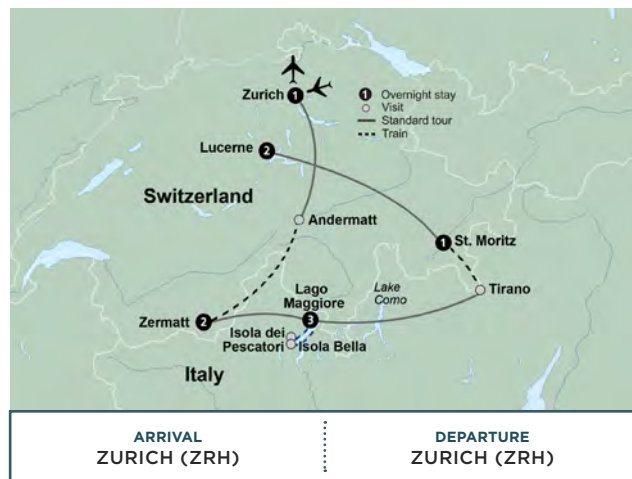 Zurich
1
1 Overnight stay
Visit
Standard tour
Train
Lucerne
2
Switzerland
Andermatt
1
St. Moritz
Lake
Como
Tirano
Lago
Maggiore
Zermatt
2
3
Isola dei
Pescatori
Isola Bella
Italy
ARRIVAL
ZURICH (ZRH)
DEPARTURE
ZURICH (ZRH)